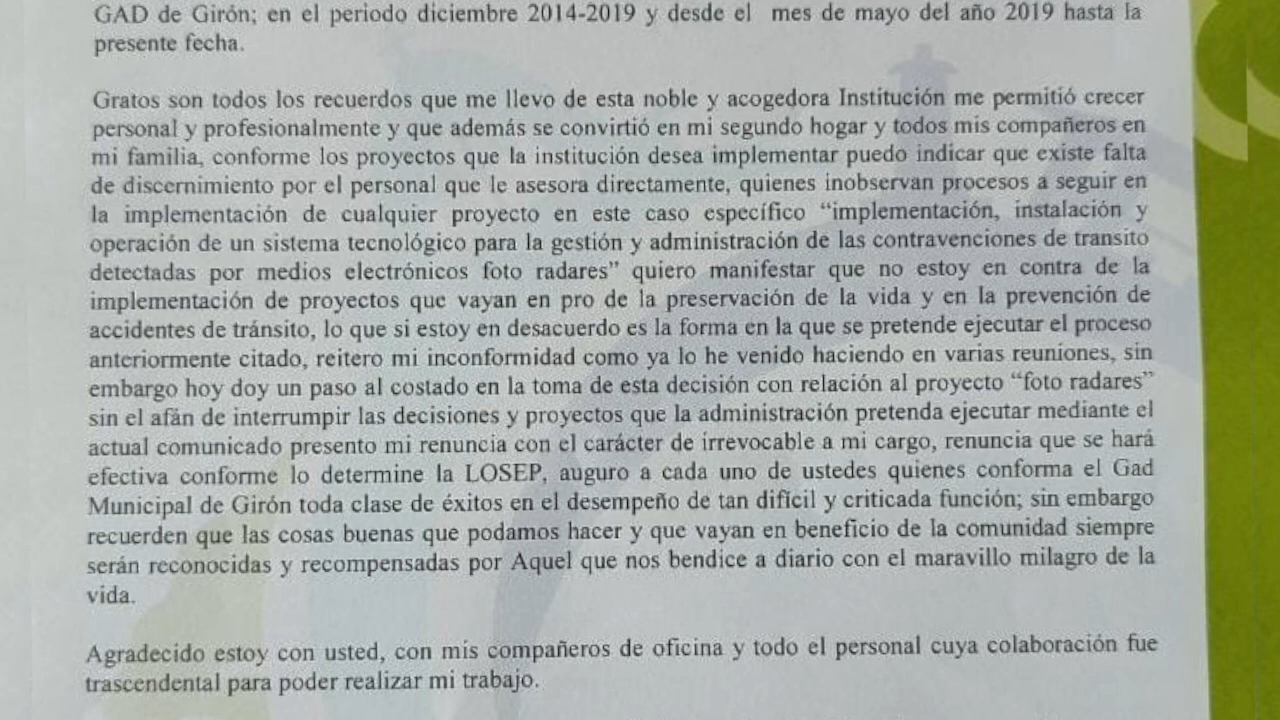 GAD de Girón; en el periodo diciembre 2014-2019 y desde el mes de mayo del año 2019 hasta la
presente fecha.
Gratos son todos los recuerdos que me llevo de esta noble y acogedora Institución me permitió crecer
personal y profesionalmente y que además se convirtió en mi segundo hogar y todos mis compañeros en
mi familia, conforme los proyectos que la institución desea implementar puedo indicar que existe falta
de discernimiento por el personal que le asesora directamente, quienes inobservan procesos a seguir en
la implementación de cualquier proyecto en este caso específico “implementación, instalación y
operación de un sistema tecnológico para la gestión y administración de las contravenciones de transito
detectadas por medios electrónicos foto radares” quiero manifestar que no estoy en contra de la
implementación de proyectos que vayan en pro de la preservación de la vida y en la prevención de
accidentes de tránsito, lo que si estoy en desacuerdo es la forma en la que se pretende ejecutar el proceso
anteriormente citado, reitero mi inconformidad como ya lo he venido haciendo en varias reuniones, sin
embargo hoy doy un paso al costado en la toma de esta decisión con relación al proyecto “foto radares”
sin el afán de interrumpir las decisiones y proyectos que la administración pretenda ejecutar mediante el
actual comunicado presento mi renuncia con el carácter de irrevocable a mi cargo, renuncia que se hará
efectiva conforme lo determine la LOSEP, auguro a cada uno de ustedes quienes conforma el Gad
Municipal de Girón toda clase de éxitos en el desempeño de tan difícil y criticada función; sin embargo
recuerden que las cosas buenas que podamos hacer y que vayan en beneficio de la comunidad siempre
serán reconocidas y recompensadas por Aquel que nos bendice a diario con el maravillo milagro de la
vida.
Agradecido estoy con usted, con mis compañeros de oficina y todo el personal cuya colaboración fue
trascendental para poder realizar mi trabajo.